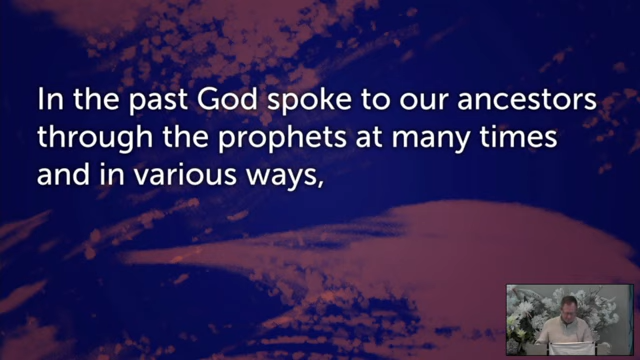 In the past God spoke to our ancestors
through the prophets at many times
and in various ways,